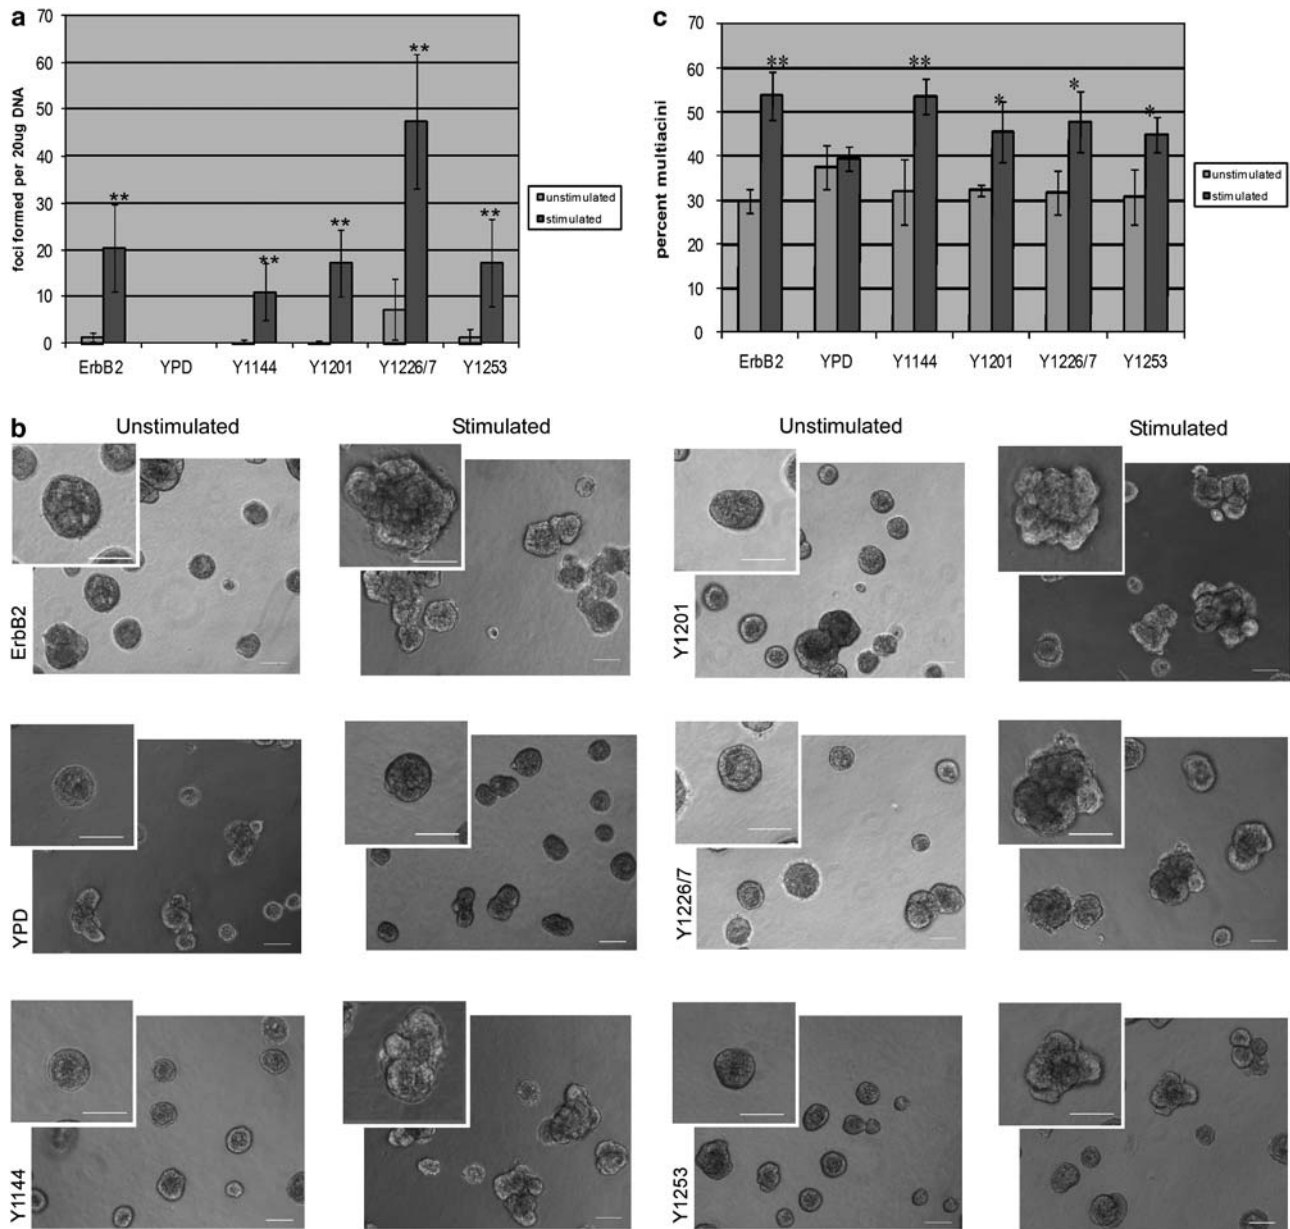 a
foci formed per 20ug DNA
70
60
50
40
30
20
10
0
** ** ** ** **
ErbB2 YPD Y1144 Y1201 Y1226/7 Y1253
unstimulated
stimulated
c
percent multiacini
70
60
50
40
30
20
10
0
** ** * * *
ErbB2 YPD Y1144 Y1201 Y1226/7 Y1253
unstimulated
stimulated
b
Unstimulated Stimulated Unstimulated Stimulated
ErbB2
Y1201
YPD
Y1226/7
Y1144
Y1253